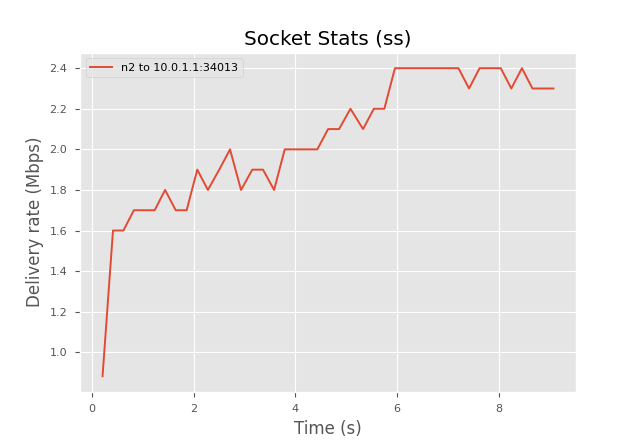 Socket Stats (ss)
n2 to 10.0.1.1:34013
Delivery rate (Mbps)
2.4
2.2
2.0
1.8
1.6
1.4
1.2
1.0
0 2 4 6 8
Time (s)